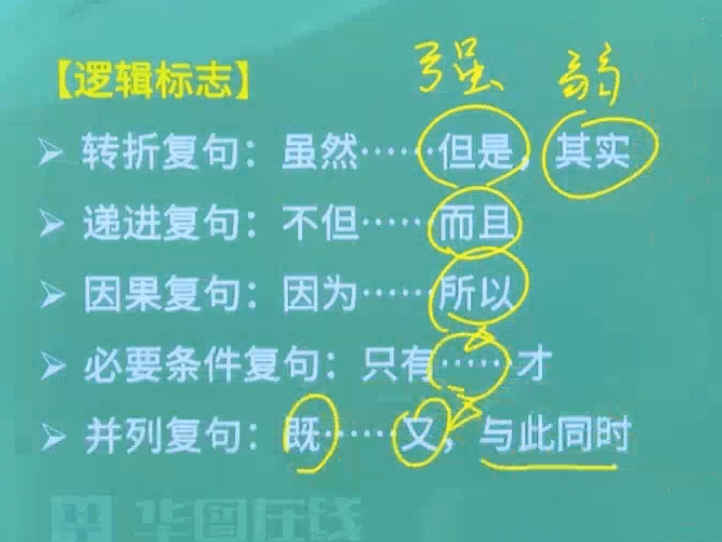 强 弱
【逻辑标志】
➢ 转折复句：虽然……但是，其实
➢ 递进复句：不但……而且
➢ 因果复句：因为……所以
➢ 必要条件复句：只有……才
➢ 并列复句：既……又，与此同时
华图在线